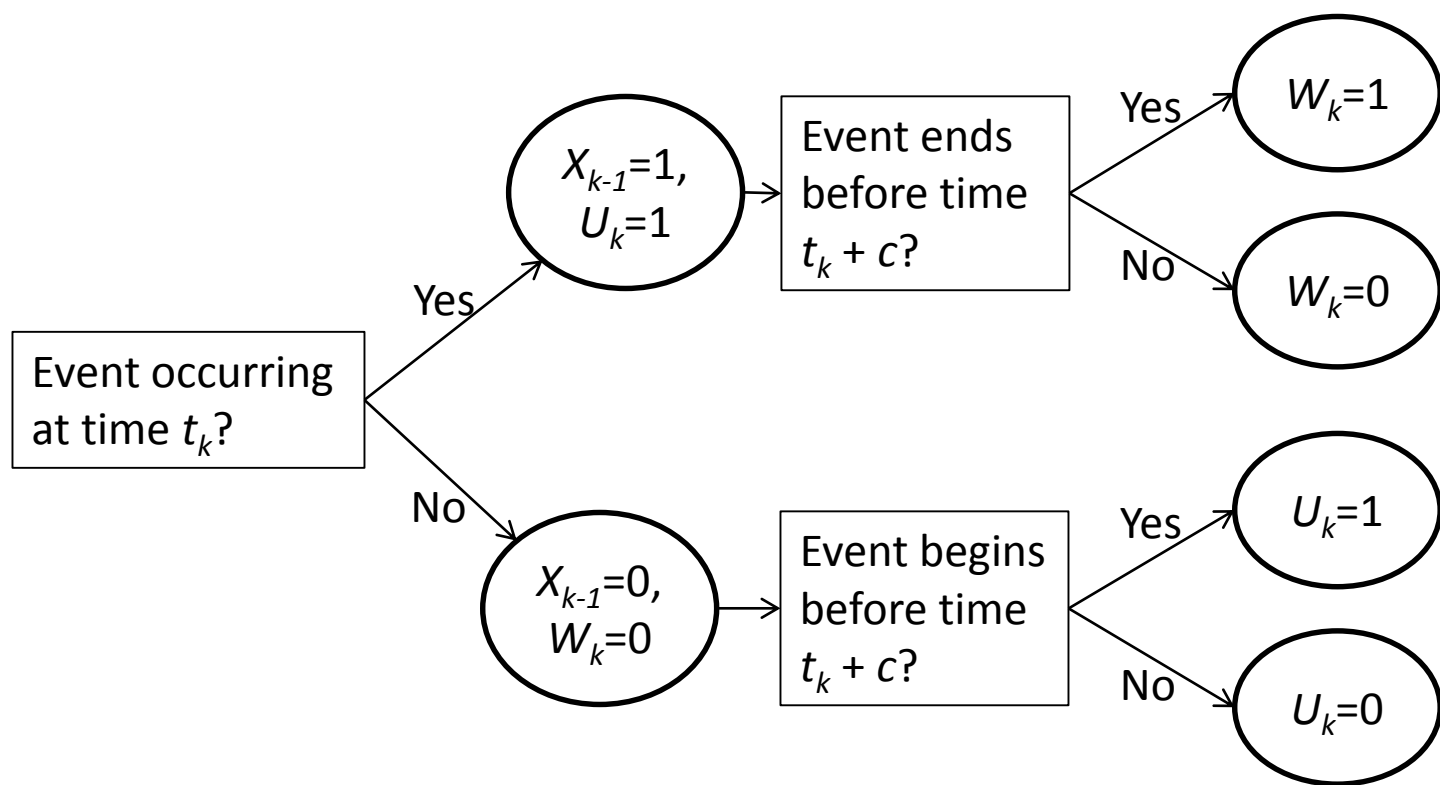 Event occurring
at time t_k?
Yes
No
X_{k-1}=1,
U_k=1
Event ends
before time
t_k + c?
Yes
No
W_k=1
W_k=0
X_{k-1}=0,
W_k=0
Event begins
before time
t_k + c?
Yes
No
U_k=1
U_k=0